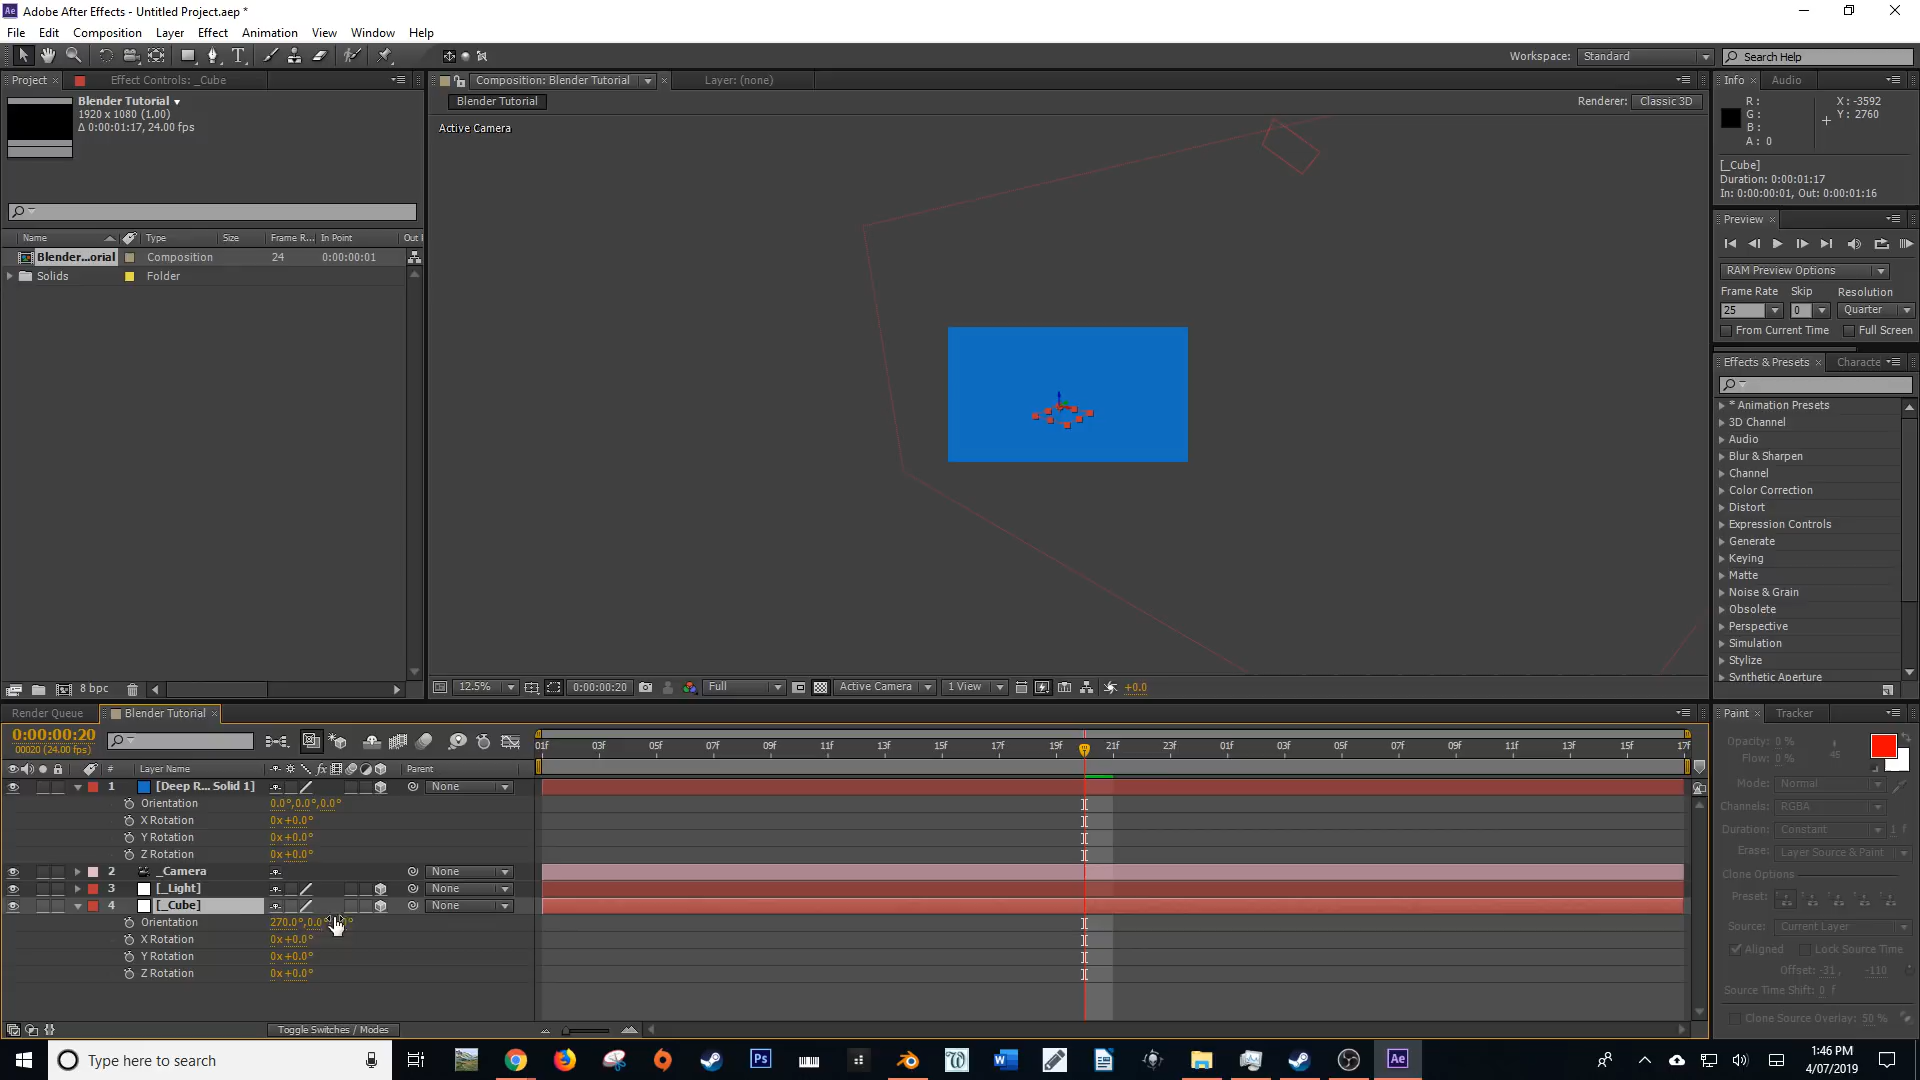 Adobe After Effects - Untitled Project.aep *
File Edit Composition Layer Effect Animation View Window Help
Workspace: Standard Search Help
Project × Effect Controls: _Cube
Blender Tutorial
1920 x 1080 (1.00)
Δ 0:00:01:17, 24.00 fps
Name Type Size Frame R... In Point Out F
Blender...orial Composition 24 0:00:00:01
Solids Folder
8 bpc
Composition: Blender Tutorial × Layer: (none)
Blender Tutorial Renderer: Classic 3D
Active Camera
12.5% 0:00:00:20 Full Active Camera 1 View +0.0
Info × Audio
R: X: -3592
G: Y: 2760
B:
A: 0
[_Cube]
Duration: 0:00:01:17
In: 0:00:00:01, Out: 0:00:01:16
Preview ×
RAM Preview Options
Frame Rate Skip Resolution
25 0 Quarter
From Current Time Full Screen
Effects & Presets × Characte
* Animation Presets
3D Channel
Audio
Blur & Sharpen
Channel
Color Correction
Distort
Expression Controls
Generate
Keying
Matte
Noise & Grain
Obsolete
Perspective
Simulation
Stylize
Synthetic Aperture
Render Queue Blender Tutorial ×
0:00:00:20
00020 (24.00 fps)
01f 03f 05f 07f 09f 11f 13f 15f 17f 19f 21f 23f 01f 03f 05f 07f 09f 11f 13f 15f 17f
# Layer Name fx Parent
1 [Deep R... Solid 1] None
Orientation 0.0°,0.0°,0.0°
X Rotation 0x+0.0°
Y Rotation 0x+0.0°
Z Rotation 0x+0.0°
2 _Camera None
3 [_Light] None
4 [_Cube] None
Orientation 270.0°,0.0°
X Rotation 0x+0.0°
Y Rotation 0x+0.0°
Z Rotation 0x+0.0°
Toggle Switches / Modes
Paint × Tracker
Opacity: 0 %
Flow: 0 % 45
Mode: Normal
Channels: RGBA
Duration: Constant 1 f
Erase: Layer Source & Paint
Clone Options
Preset:
Source: Current Layer
Aligned Lock Source Time
Offset: -31, -110
Source Time Shift: 0 f
Clone Source Overlay: 50 %
Type here to search
Ps
Ae
1:46 PM
4/07/2019